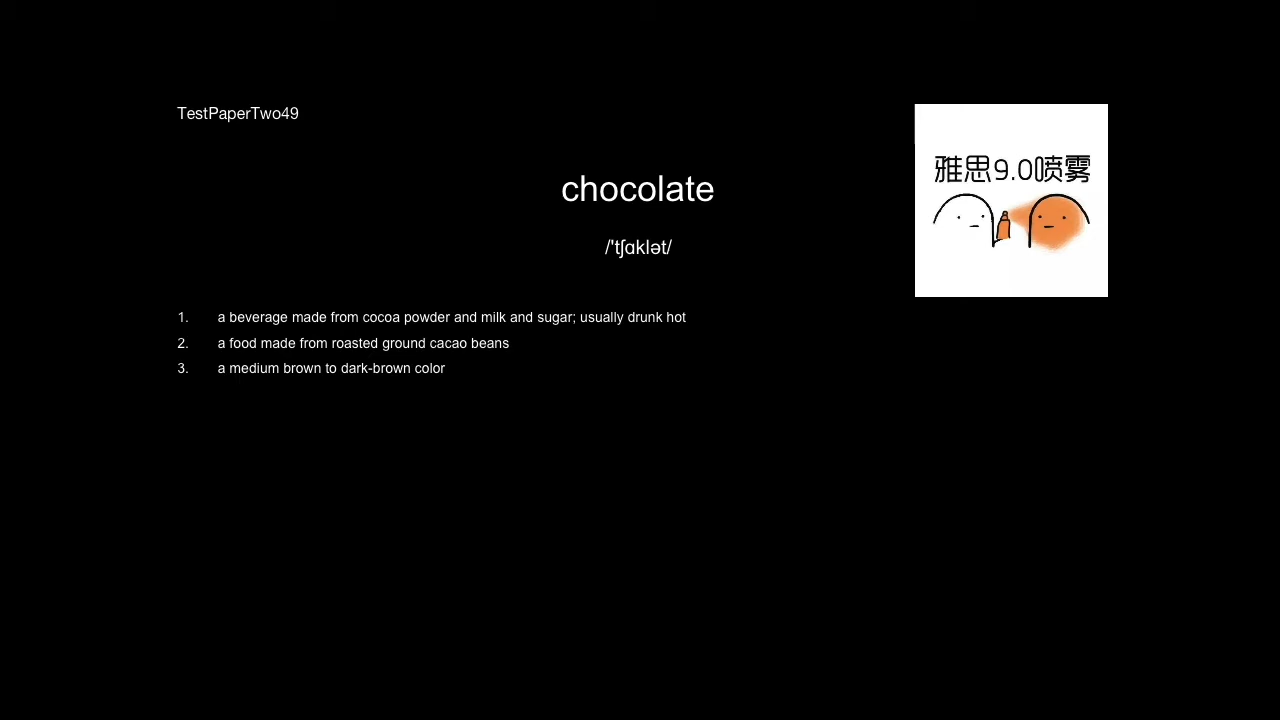 TestPaperTwo49
雅思9.0喷雾
chocolate
/'tʃɑklət/
1. a beverage made from cocoa powder and milk and sugar; usually drunk hot
2. a food made from roasted ground cacao beans
3. a medium brown to dark-brown color